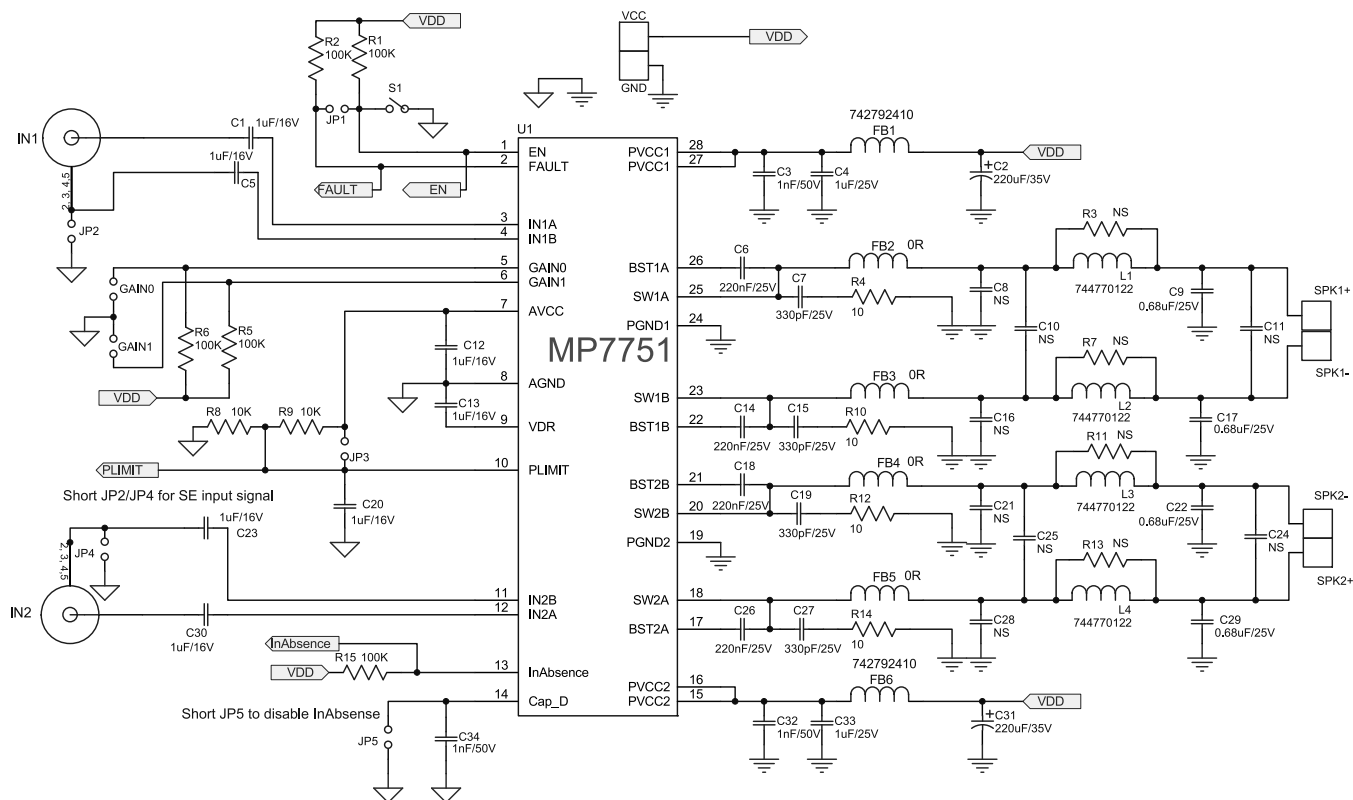 VCC
VDD
GND
VDD
R2
100K
R1
100K
S1
JP1
IN1
C1
1uF/16V
1uF/16V
C5
2, 3, 4,5
JP2
FAULT
EN
U1
MP7751
1
EN
2
FAULT
3
IN1A
4
IN1B
5
GAIN0
6
GAIN1
7
AVCC
8
AGND
9
VDR
10
PLIMIT
11
IN2B
12
IN2A
13
InAbsence
14
Cap_D
PVCC1
28
PVCC1
27
BST1A
26
SW1A
25
PGND1
24
SW1B
23
BST1B
22
BST2B
21
SW2B
20
PGND2
19
SW2A
18
BST2A
17
PVCC2
16
PVCC2
15
GAIN0
GAIN1
R6
100K
R5
100K
VDD
C12
1uF/16V
C13
1uF/16V
R8
10K
R9
10K
JP3
PLIMIT
Short JP2/JP4 for SE input signal
C20
1uF/16V
1uF/16V
C23
2, 3, 4,5
JP4
IN2
C30
1uF/16V
InAbsence
VDD
R15
100K
Short JP5 to disable InAbsense
JP5
C34
1nF/50V
742792410
FB1
C3
1nF/50V
C4
1uF/25V
C2
220uF/35V
VDD
C6
220nF/25V
C7
330pF/25V
FB2
0R
R4
10
C8
NS
C10
NS
R3
NS
L1
744770122
C9
0.68uF/25V
C11
NS
SPK1+
SPK1-
R7
NS
L2
744770122
FB3
0R
C14
220nF/25V
C15
330pF/25V
R10
10
C16
NS
C17
0.68uF/25V
C18
220nF/25V
C19
330pF/25V
FB4
0R
R12
10
C21
NS
C25
NS
R11
NS
L3
744770122
C22
0.68uF/25V
C24
NS
SPK2-
SPK2+
R13
NS
L4
744770122
FB5
0R
C26
220nF/25V
C27
330pF/25V
R14
10
C28
NS
C29
0.68uF/25V
742792410
FB6
C32
1nF/50V
C33
1uF/25V
C31
220uF/35V
VDD